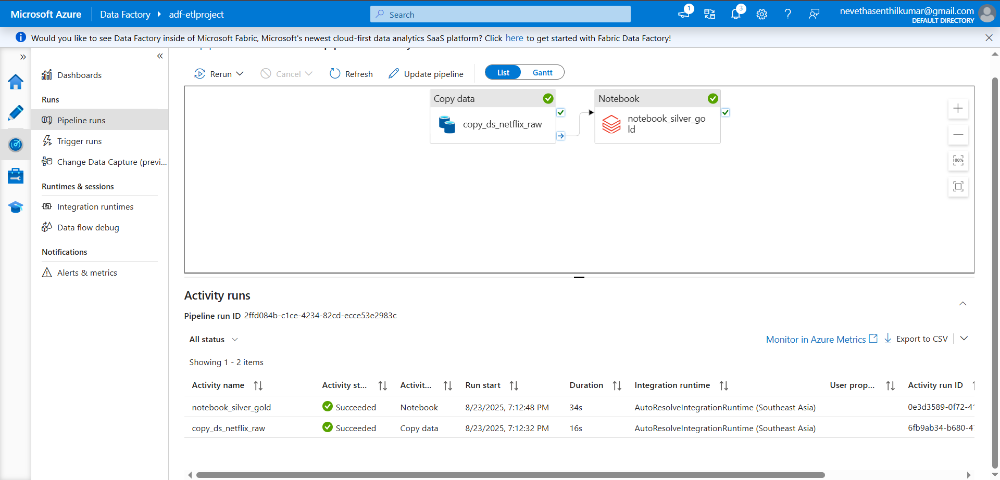 Microsoft Azure
Data Factory
adf-etlproject
Search
1
3
nevethasenthilkumar@gmail.com
DEFAULT DIRECTORY
Would you like to see Data Factory inside of Microsoft Fabric, Microsoft's newest cloud-first data analytics SaaS platform? Click here to get started with Fabric Data Factory!
Dashboards
Runs
Pipeline runs
Trigger runs
Change Data Capture (previ...
Runtimes & sessions
Integration runtimes
Data flow debug
Notifications
Alerts & metrics
Rerun
Cancel
Refresh
Update pipeline
List
Gantt
Copy data
copy_ds_netflix_raw
Notebook
notebook_silver_go
ld
100%
Activity runs
Pipeline run ID 2ffd084b-c1ce-4234-82cd-ecce53e2983c
All status
Monitor in Azure Metrics
Export to CSV
Showing 1 - 2 items
Activity name Activity st... Activit... Run start Duration Integration runtime User prop... Activity run ID
notebook_silver_gold Succeeded Notebook 8/23/2025, 7:12:48 PM 34s AutoResolveIntegrationRuntime (Southeast Asia) 0e3d3589-0f72-41
copy_ds_netflix_raw Succeeded Copy data 8/23/2025, 7:12:32 PM 16s AutoResolveIntegrationRuntime (Southeast Asia) 6fb9ab34-b680-4